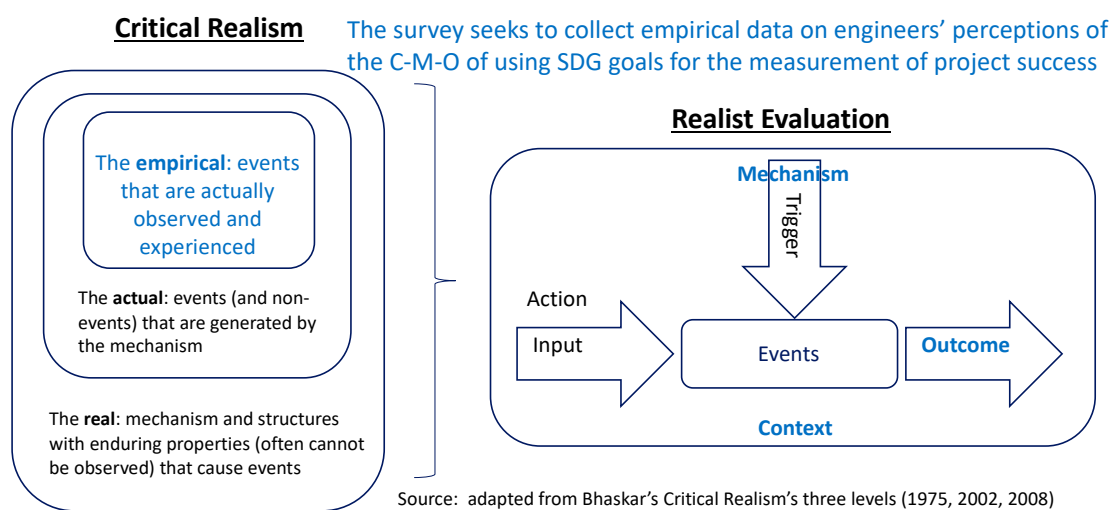 Critical Realism
The survey seeks to collect empirical data on engineers’ perceptions of
the C-M-O of using SDG goals for the measurement of project success
The empirical: events
that are actually
observed and
experienced
The actual: events (and non-
events) that are generated by
the mechanism
The real: mechanism and structures
with enduring properties (often cannot
be observed) that cause events
Realist Evaluation
Mechanism
Trigger
Action
Input
Events
Outcome
Context
Source: adapted from Bhaskar’s Critical Realism’s three levels (1975, 2002, 2008)